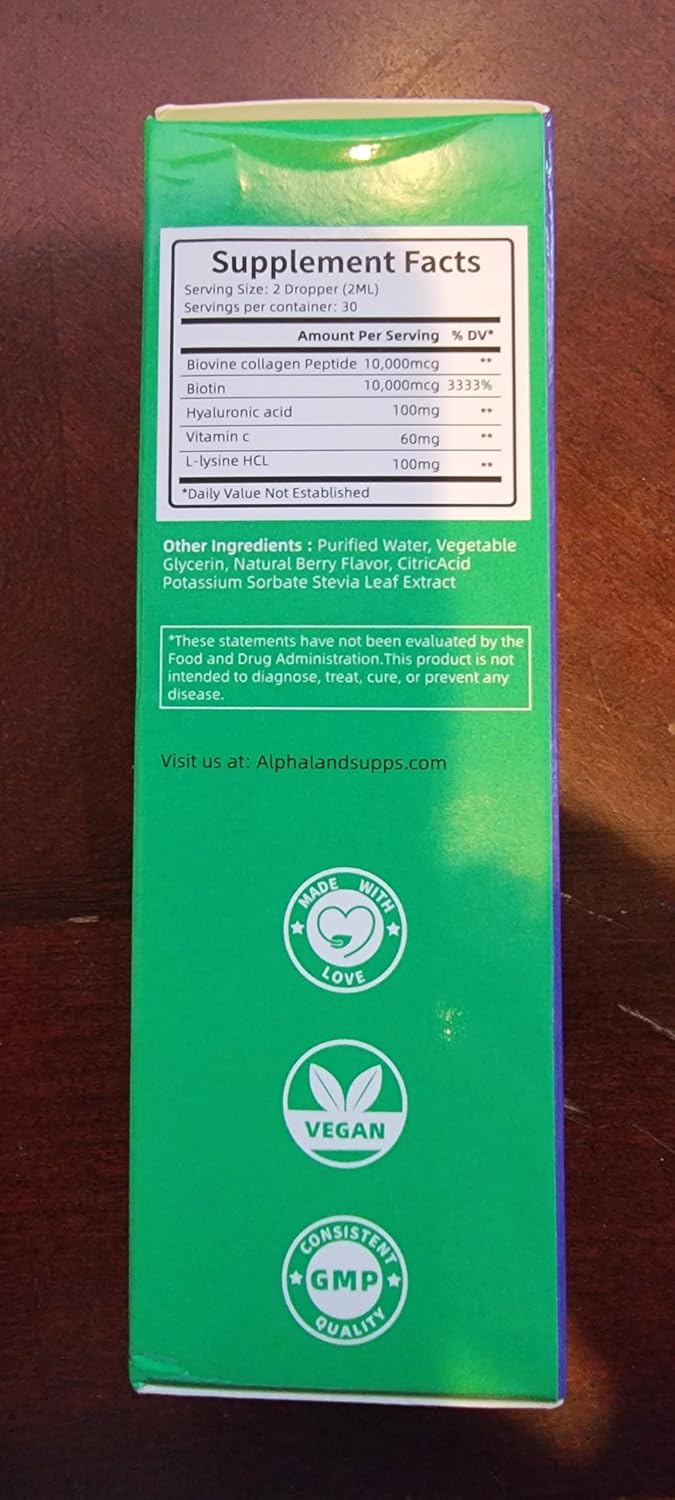 Supplement Facts
Serving Size: 2 Dropper (2ML)
Servings per container: 30
Amount Per Serving % DV*
Biovine collagen Peptide 10,000mcg **
Biotin 10,000mcg 3333%
Hyaluronic acid 100mg **
Vitamin c 60mg **
L-lysine HCL 100mg **
*Daily Value Not Established
Other Ingredients : Purified Water, Vegetable
Glycerin, Natural Berry Flavor, CitricAcid
Potassium Sorbate Stevia Leaf Extract
*These statements have not been evaluated by the
Food and Drug Administration.This product is not
intended to diagnose, treat, cure, or prevent any
disease.
Visit us at: Alphalandsupps.com
MADE WITH
LOVE
VEGAN
CONSISTENT
GMP
QUALITY